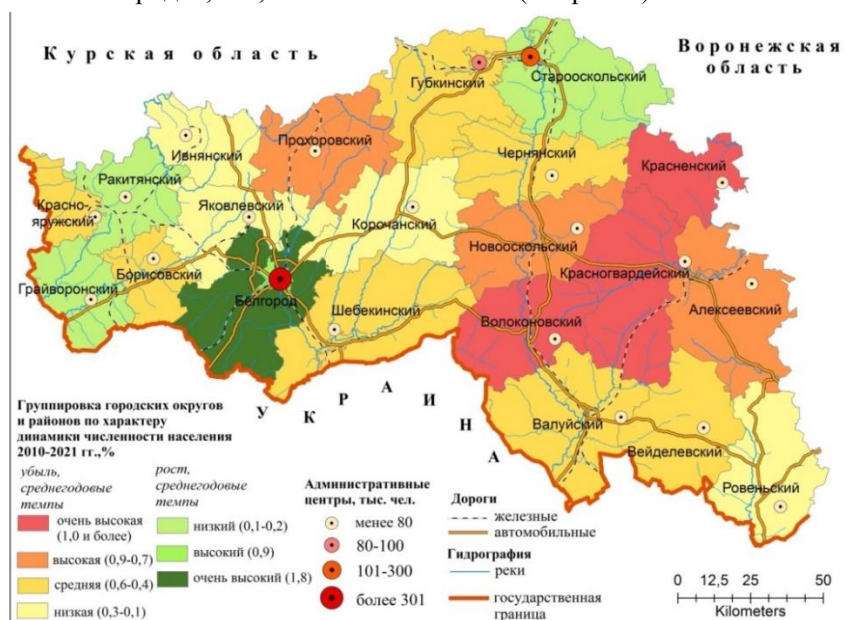 Курская область
Воронежская
область
Губкинский
Старооскольский
Ивнянский
Прохоровский
Ракитянский
Чернянский
Красненский
Красно-
яружский
Яковлевский
Корочанский
Новооскольский
Красногвардейский
Борисовский
Грайворонский
Белгород
Шебекинский
Волоконовский
Алексеевский
УКРАИНА
Валуйский
Вейделевский
Ровеньский
Группировка городских округов
и районов по характеру
динамики численности населения
2010-2021 гг.,%
убыль,
среднегодовые
темпы
очень высокая
(1,0 и более)
высокая (0,9-0,7)
средняя (0,6-0,4)
низкая (0,3-0,1)
рост,
среднегодовые
темпы
низкий (0,1-0,2)
высокий (0,9)
очень высокий (1,8)
Административные
центры, тыс. чел.
менее 80
80-100
101-300
более 301
Дороги
железные
автомобильные
Гидрография
реки
государственная
граница
0 12,5 25 50
Kilometers